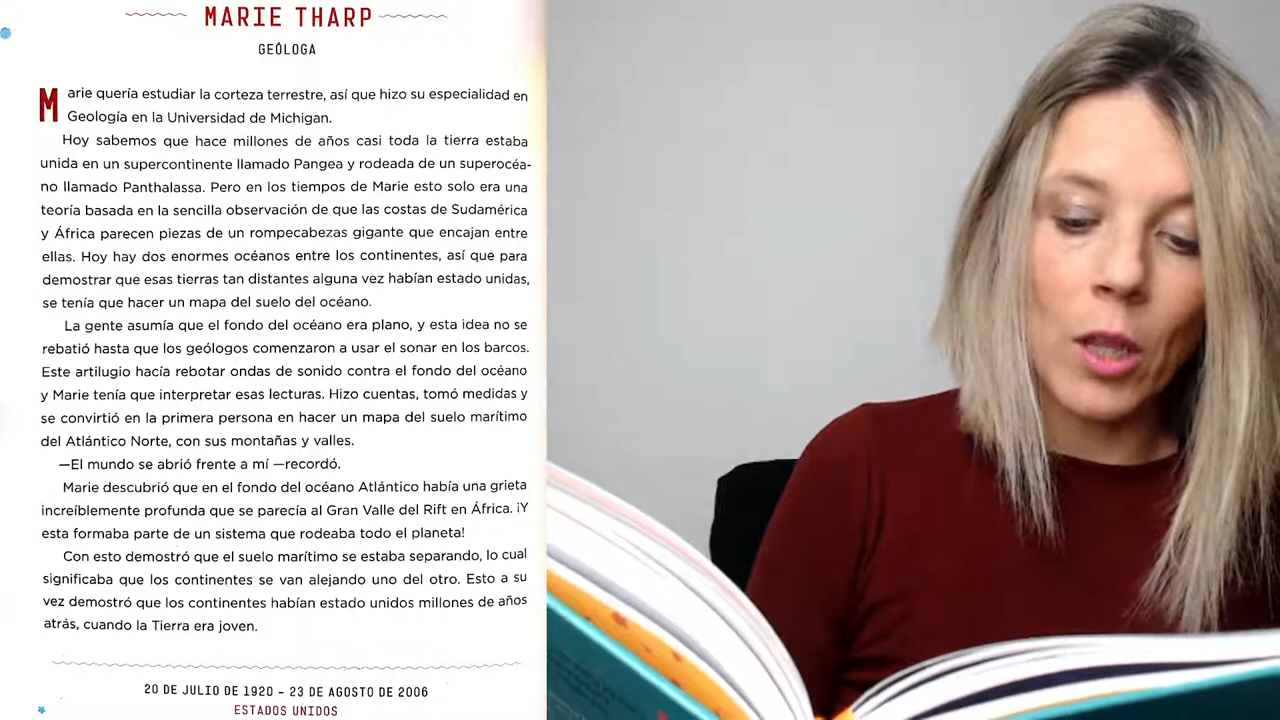 MARIE THARP
GEÓLOGA
Marie quería estudiar la corteza terrestre, así que hizo su especialidad en
Geología en la Universidad de Michigan.
Hoy sabemos que hace millones de años casi toda la tierra estaba
unida en un supercontinente llamado Pangea y rodeada de un superocéa-
no llamado Panthalassa. Pero en los tiempos de Marie esto solo era una
teoría basada en la sencilla observación de que las costas de Sudamérica
y África parecen piezas de un rompecabezas gigante que encajan entre
ellas. Hoy hay dos enormes océanos entre los continentes, así que para
demostrar que esas tierras tan distantes alguna vez habían estado unidas,
se tenía que hacer un mapa del suelo del océano.
La gente asumía que el fondo del océano era plano, y esta idea no se
rebatió hasta que los geólogos comenzaron a usar el sonar en los barcos.
Este artilugio hacía rebotar ondas de sonido contra el fondo del océano
y Marie tenía que interpretar esas lecturas. Hizo cuentas, tomó medidas y
se convirtió en la primera persona en hacer un mapa del suelo marítimo
del Atlántico Norte, con sus montañas y valles.
—El mundo se abrió frente a mí —recordó.
Marie descubrió que en el fondo del océano Atlántico había una grieta
increíblemente profunda que se parecía al Gran Valle del Rift en África. ¡Y
esta formaba parte de un sistema que rodeaba todo el planeta!
Con esto demostró que el suelo marítimo se estaba separando, lo cual
significaba que los continentes se van alejando uno del otro. Esto a su
vez demostró que los continentes habían estado unidos millones de años
atrás, cuando la Tierra era joven.
20 DE JULIO DE 1920 – 23 DE AGOSTO DE 2006
ESTADOS UNIDOS